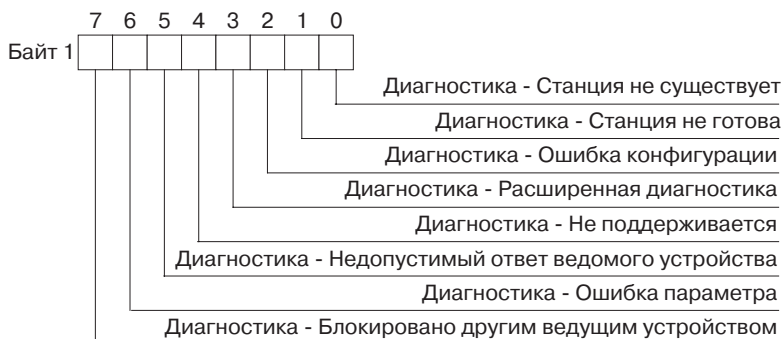 7 6 5 4 3 2 1 0
Байт 1
Диагностика - Станция не существует
Диагностика - Станция не готова
Диагностика - Ошибка конфигурации
Диагностика - Расширенная диагностика
Диагностика - Не поддерживается
Диагностика - Недопустимый ответ ведомого устройства
Диагностика - Ошибка параметра
Диагностика - Блокировано другим ведущим устройством